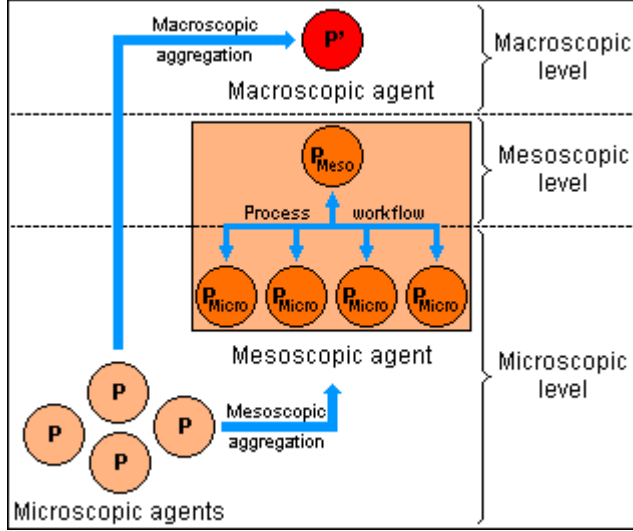 Macroscopic
aggregation
P'
Macroscopic agent
Macroscopic
level
P Meso
Mesoscopic
level
Process workflow
P Micro
P Micro
P Micro
P Micro
Mesoscopic agent
Microscopic
level
P
P
P
P
Mesoscopic
aggregation
Microscopic agents